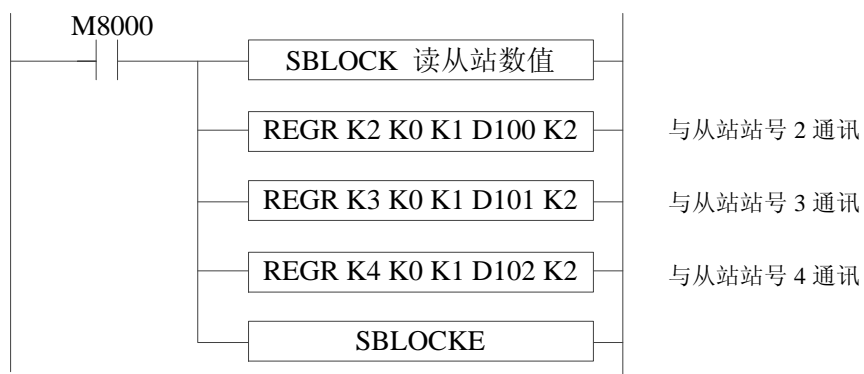 M8000
SBLOCK 读从站数值
REGR K2 K0 K1 D100 K2 与从站站号 2 通讯
REGR K3 K0 K1 D101 K2 与从站站号 3 通讯
REGR K4 K0 K1 D102 K2 与从站站号 4 通讯
SBLOCKE